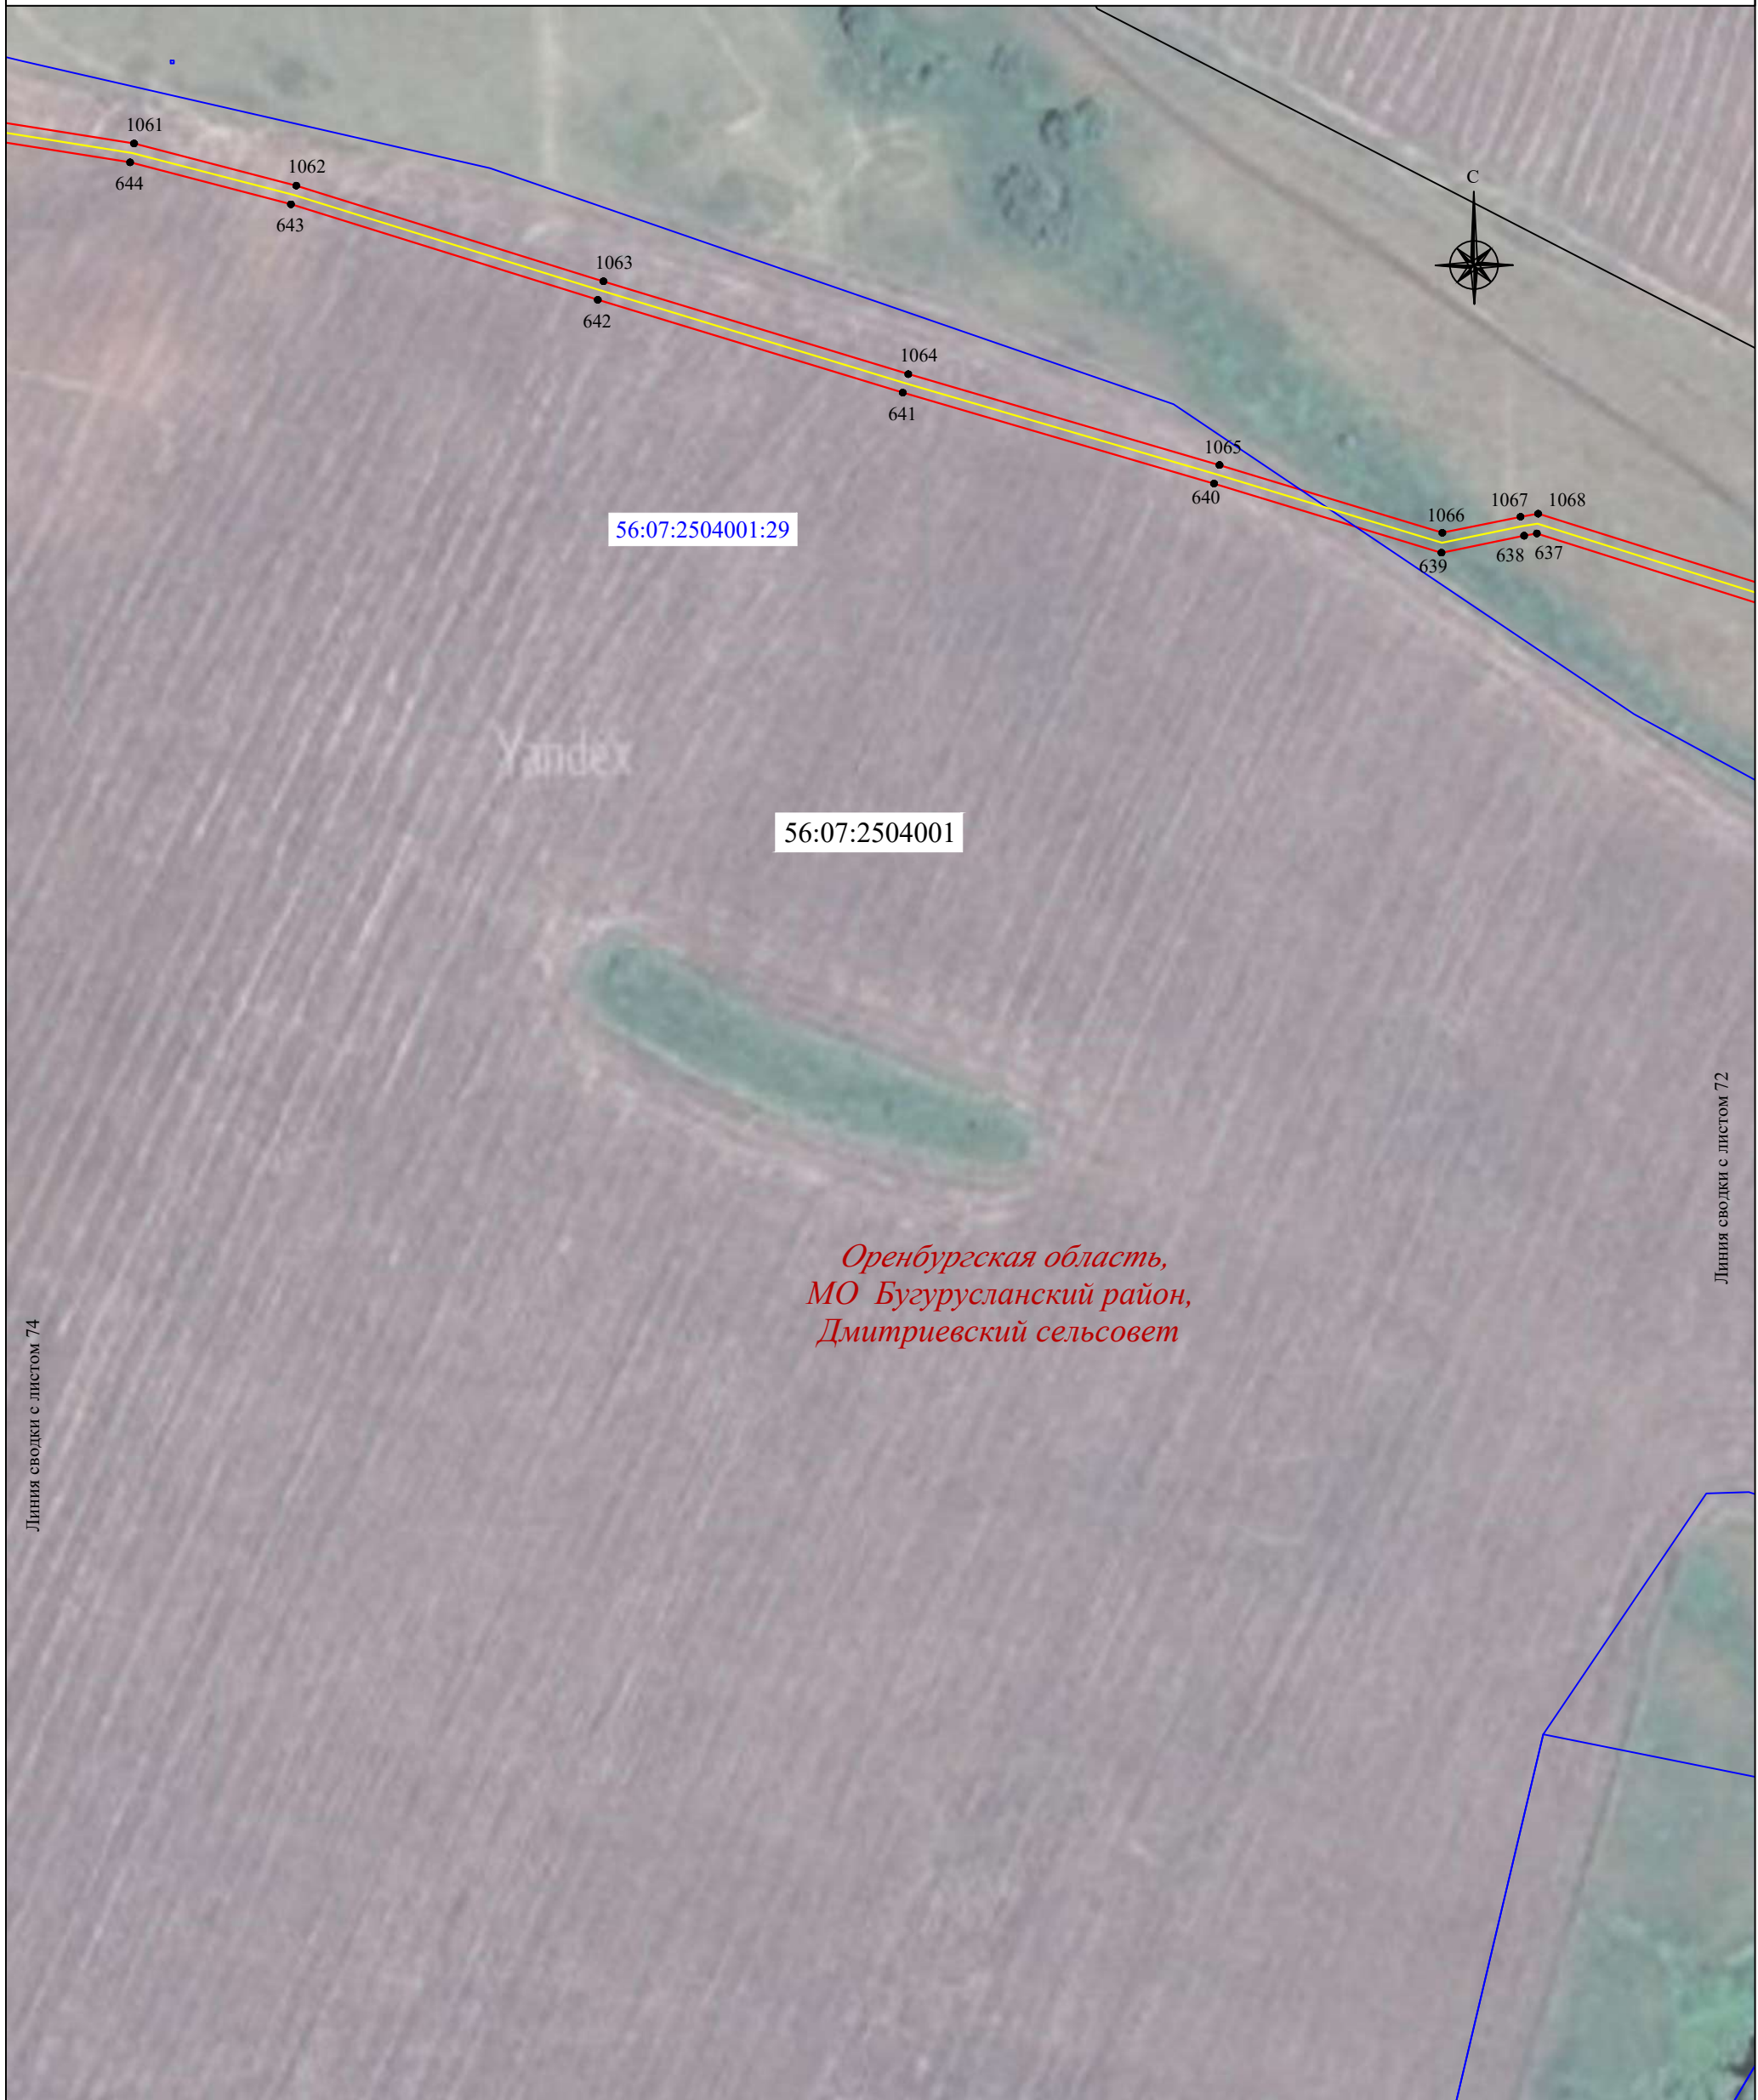 1061
644
1062
643
С
1063
642
1064
641
1065
640
1066
639
1067
1068
638
637
56:07:2504001:29
Yandex
56:07:2504001
Линия сводки с листом 72
Оренбургская область,
МО Бугурусланский район,
Дмитриевский сельсовет
Линия сводки с листом 74